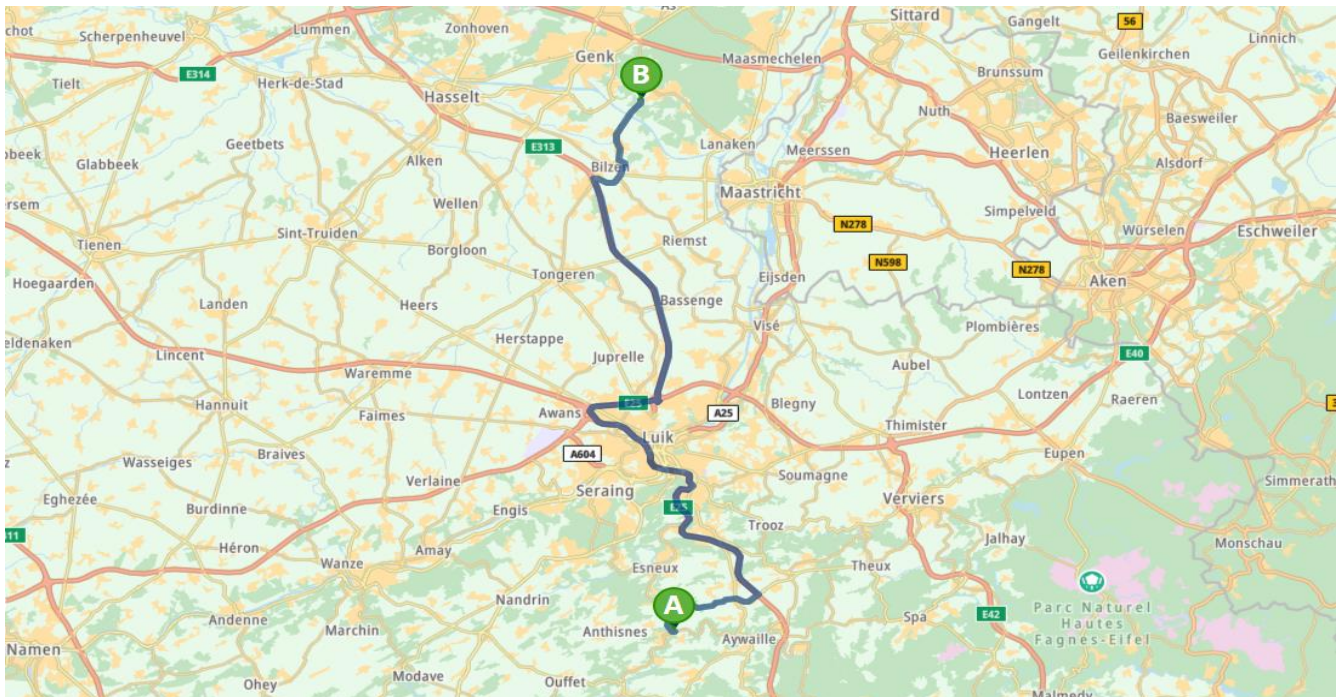 Schot
Scherpenheuvel
Lummen
Zonhoven
A3
Sittard
Gangelt
56
Linnich
Genk
B
Maasmechelen
Geilenkirchen
Tielt
E314
Herk-de-Stad
Hasselt
Brunssum
Nuth
Baesweiler
Geetbets
E313
Lanaken
Meerssen
Heerlen
Glabbeek
Alken
Bilzen
Alsdorf
Maastricht
Wellen
Simpelveld
N278
Würselen
Eschweiler
Tienen
Sint-Truiden
Borgloon
Riemst
N598
N278
Hoegaarden
Tongeren
Eijsden
Aken
Landen
Heers
Bassenge
Visé
Plombières
eldenaken
Herstappe
Lincent
Juprelle
E40
Waremme
Aubel
Lontzen
Raeren
Hannuit
Faimes
Awans
E25
A25
Blegny
Thimister
Luik
Braives
A604
Wasseiges
Soumagne
Eupen
Verlaine
Seraing
Simmerath
Eghezée
Burdinne
Engis
E25
Verviers
Trooz
Jalhay
Monschau
Héron
Amay
Wanze
Esneux
Theux
Nandrin
A
Parc Naturel
Hautes
Fagnes-Eifel
Andenne
Spa
E42
Marchin
Anthisnes
Aywaille
Namen
Modave
Ohey
Ouffet
Malmedy